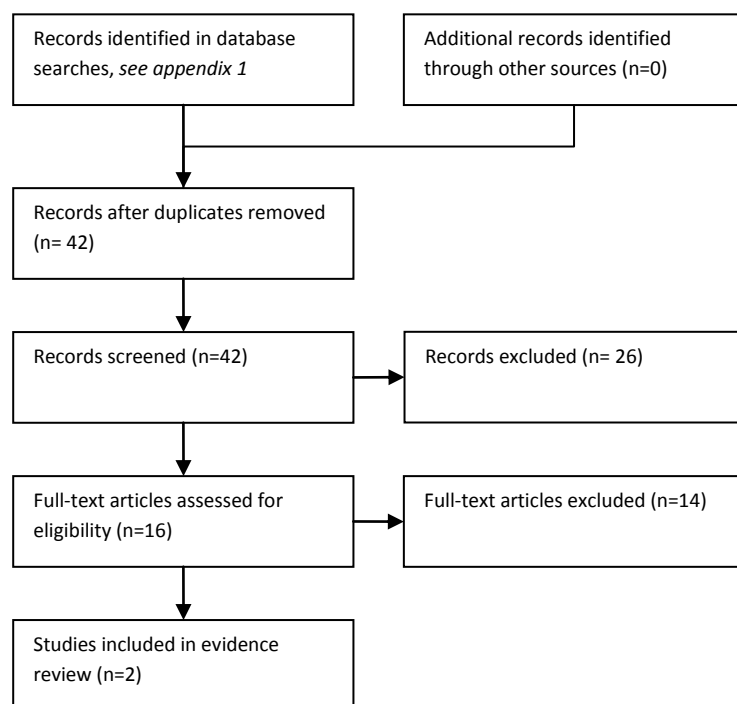 Records identified in database
searches, see appendix 1
Additional records identified
through other sources (n=0)
Records after duplicates removed
(n= 42)
Records screened (n=42)
Records excluded (n= 26)
Full-text articles assessed for
eligibility (n=16)
Full-text articles excluded (n=14)
Studies included in evidence
review (n=2)